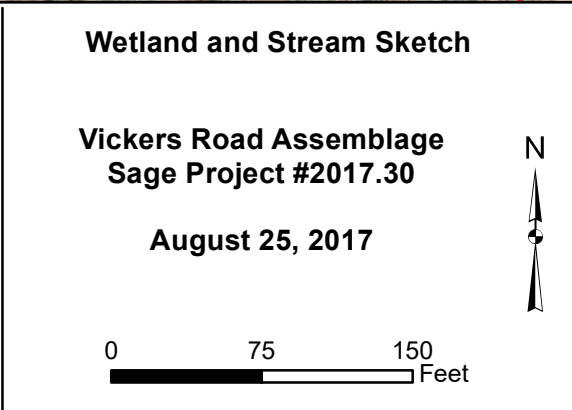 Wetland and Stream Sketch
Vickers Road Assemblage
Sage Project #2017.30
August 25, 2017
N
0 75 150
Feet